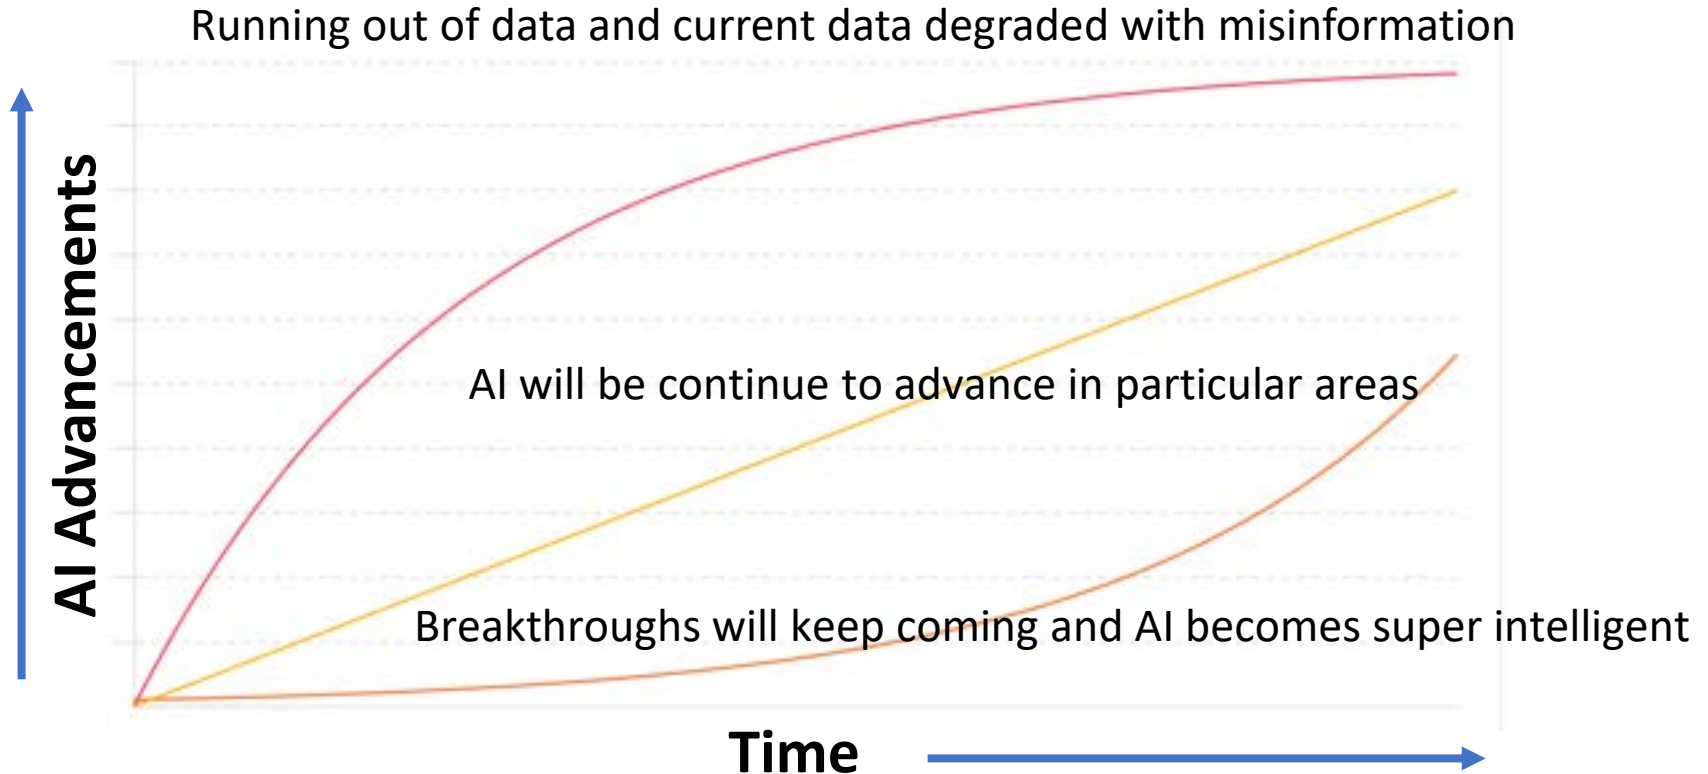 Running out of data and current data degraded with misinformation
AI Advancements
AI will be continue to advance in particular areas
Breakthroughs will keep coming and AI becomes super intelligent
Time